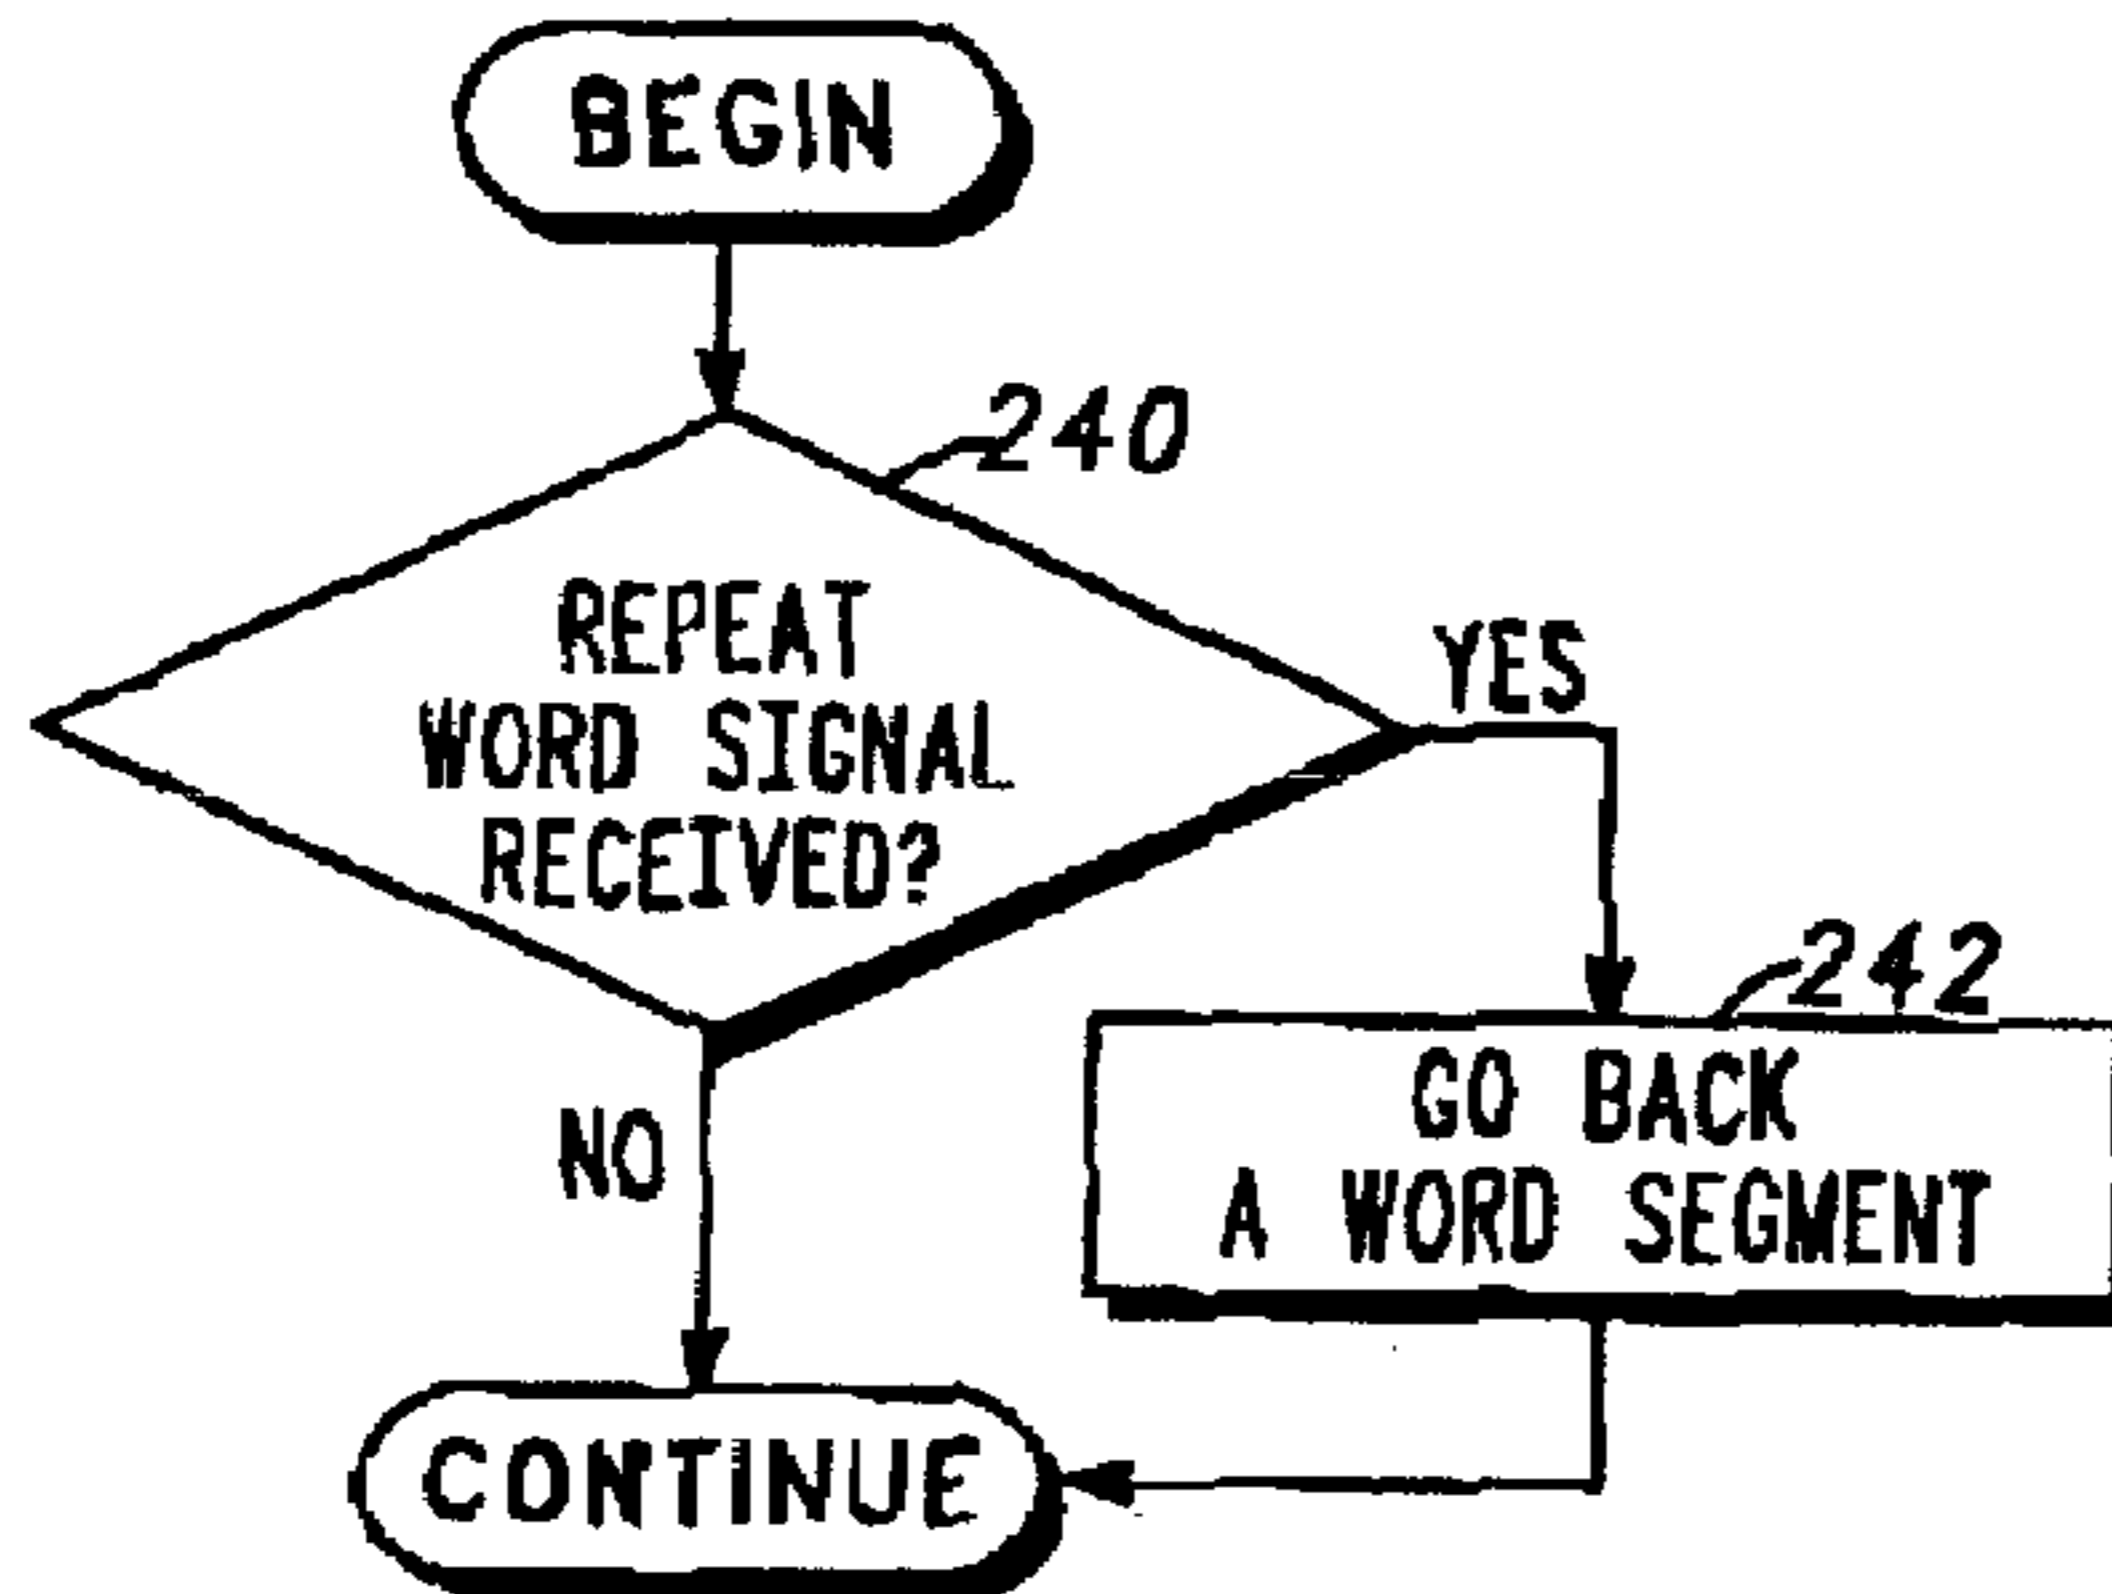 BEGIN
240
REPEAT
WORD SIGNAL
RECEIVED?
YES
242
GO BACK
A WORD SEGMENT
NO
CONTINUE